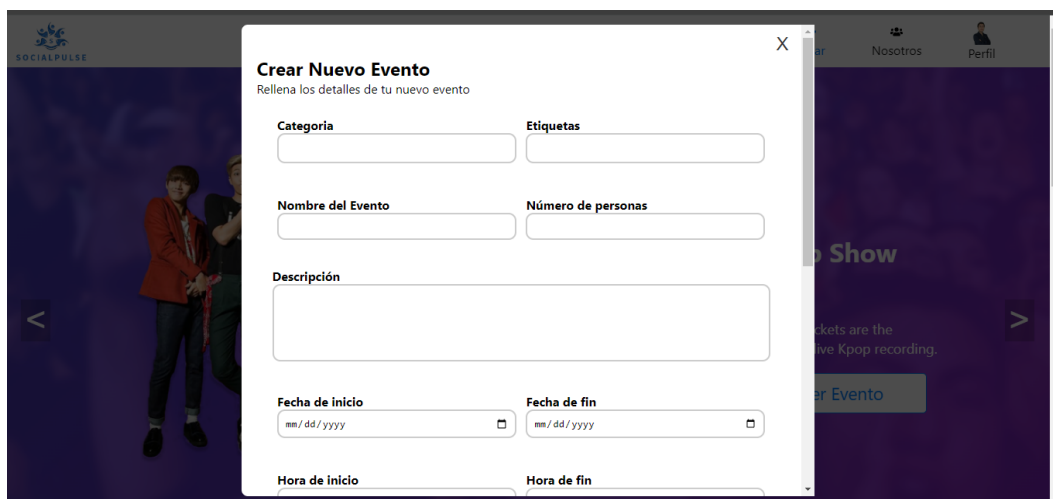 SOCIALPULSE
X
ar
Nosotros
Perfil
Crear Nuevo Evento
Rellena los detalles de tu nuevo evento
Categoria
Etiquetas
Nombre del Evento
Número de personas
Descripción
Fecha de inicio
Fecha de fin
mm/dd/yyyy
mm/dd/yyyy
Hora de inicio
Hora de fin
Show
ckets are the
live Kpop recording.
er Evento
<
>